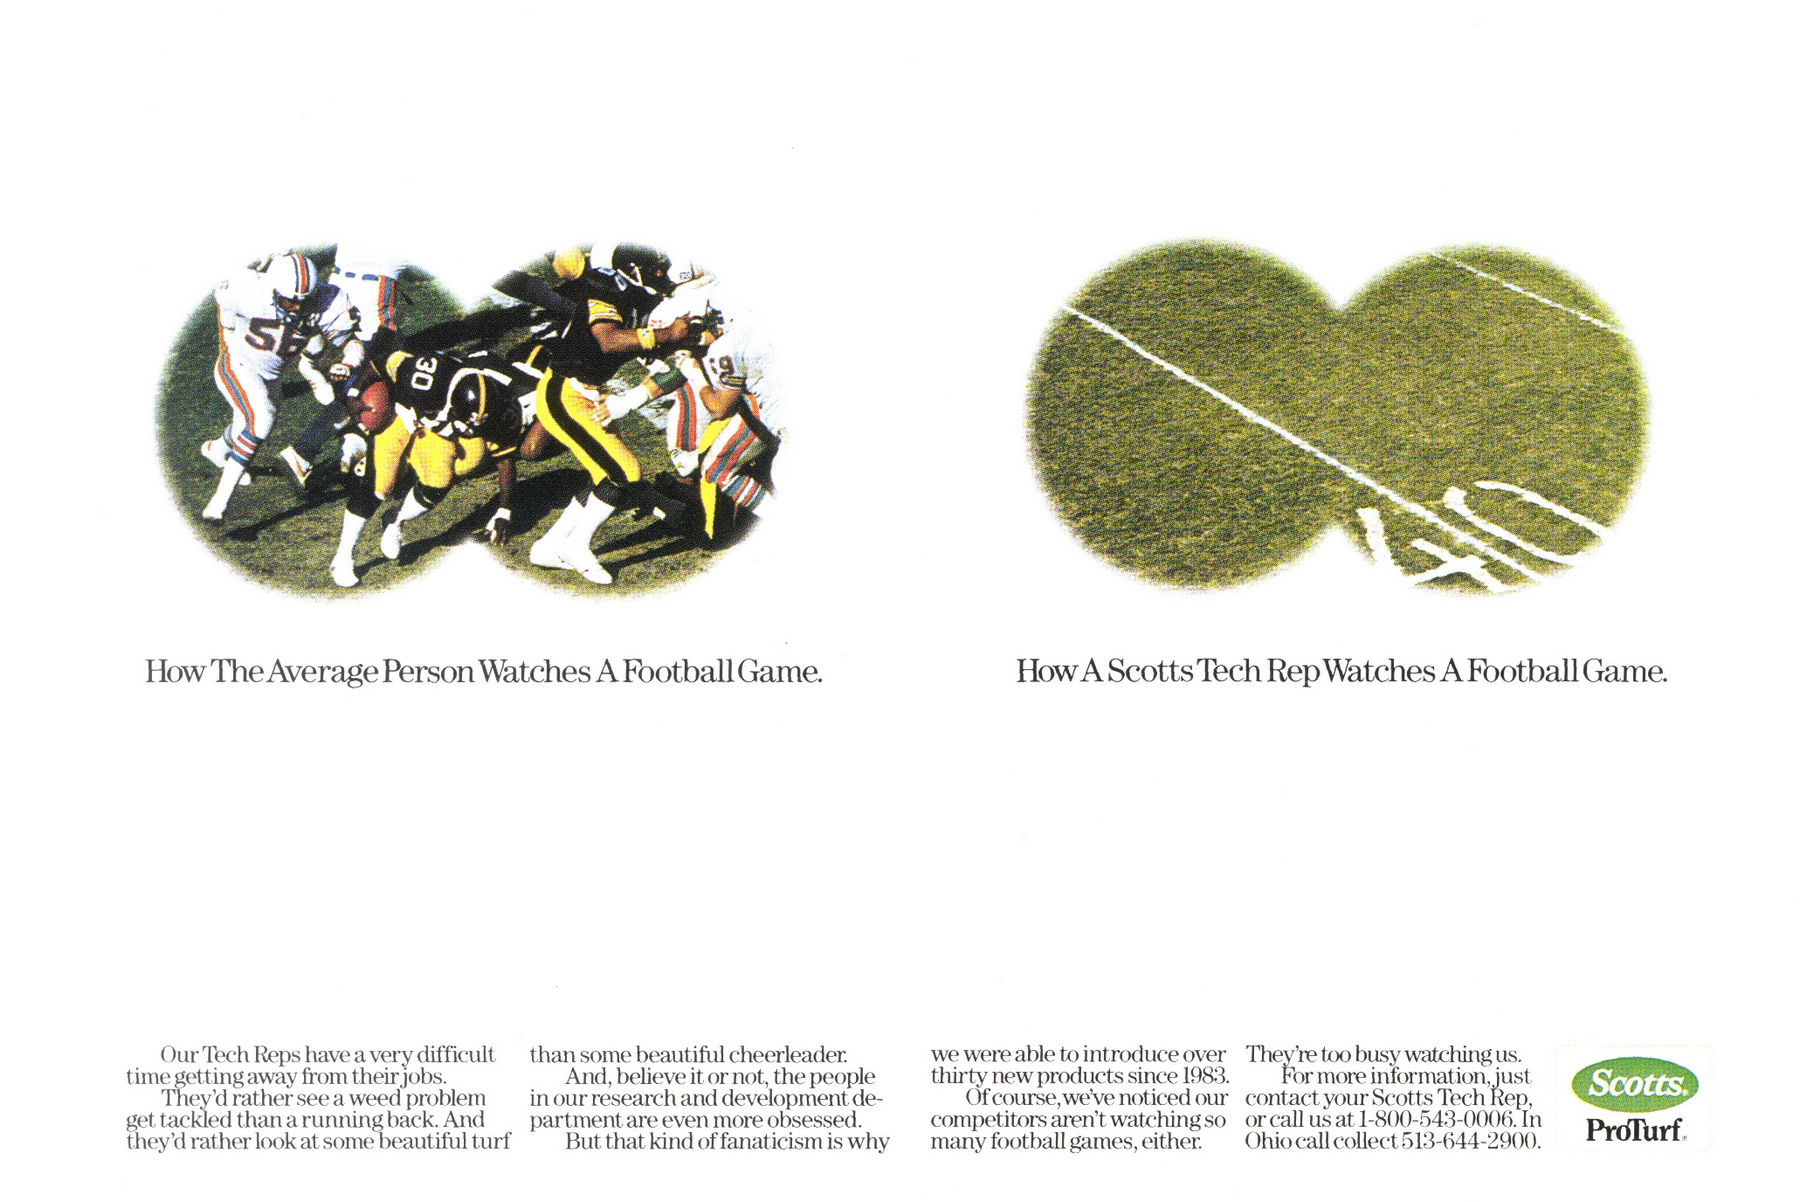 56
30
How The Average Person Watches A Football Game.
How A Scotts Tech Rep Watches A Football Game.
Our Tech Reps have a very difficult
time getting away from their jobs.
They'd rather see a weed problem
get tackled than a running back. And
they'd rather look at some beautiful turf
than some beautiful cheerleader.
And, believe it or not, the people
in our research and development de-
partment are even more obsessed.
But that kind of fanaticism is why
we were able to introduce over
thirty new products since 1983.
Of course, we've noticed our
competitors aren't watching so
many football games, either.
They're too busy watching us.
For more information, just
contact your Scotts Tech Rep,
or call us at 1-800-543-0006. In
Ohio call collect 513-644-2900.
Scotts®
ProTurf®